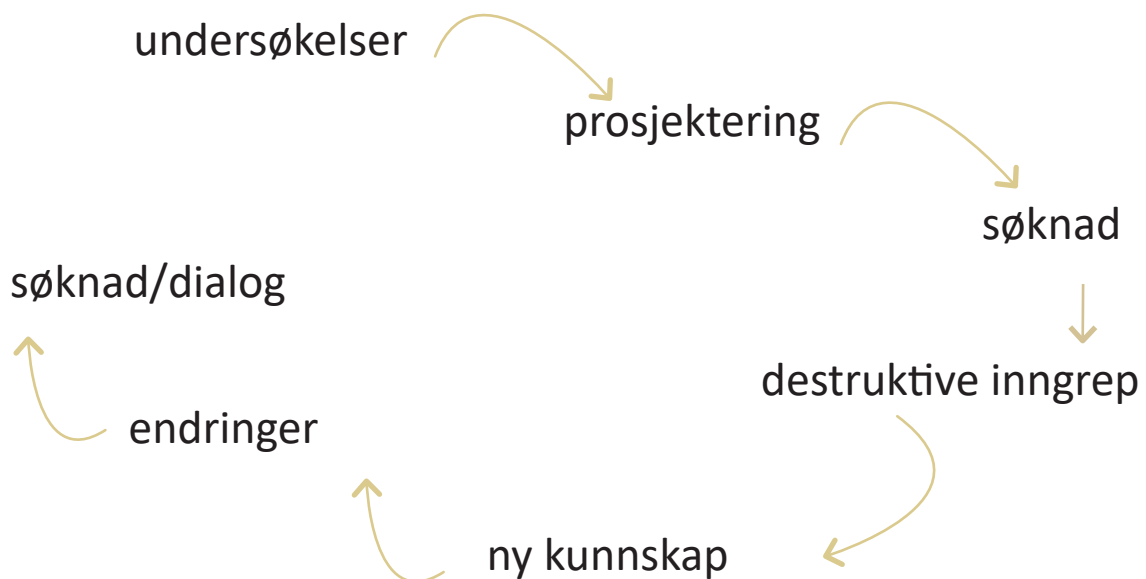 undersøkelser
prosjektering
søknad
destruktive inngrep
ny kunnskap
endringer
søknad/dialog